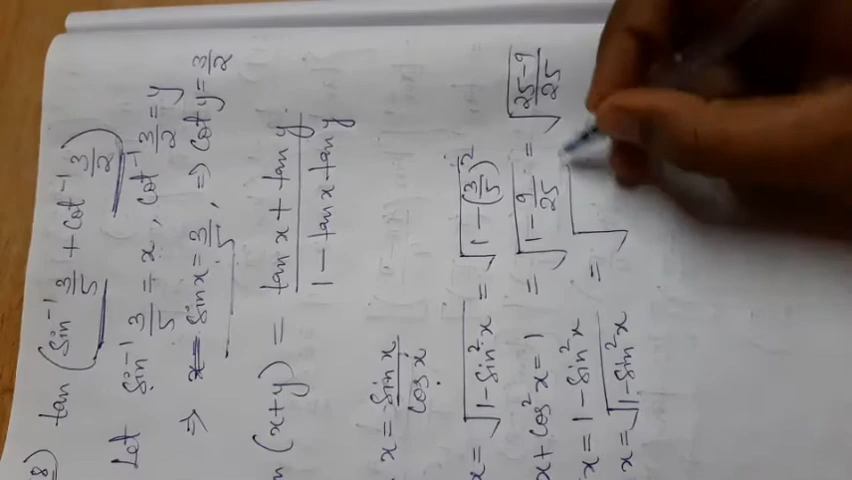 8) tan(sin⁻¹ 3/5 + cot⁻¹ 3/2)
Let sin⁻¹ 3/5 = x, cot⁻¹ 3/2 = y
⇒ sin x = 3/5, ⇒ cot y = 3/2
n(x+y) = (tan x + tan y)/(1 − tan x tan y)
x = sin x/cos x
x = √(1−sin²x) = √(1−(3/5)²)
x + cos²x = 1 = √(1−9/25) = √((25−9)/25)
x = 1 − sin²x = √
x = √(1−sin²x)